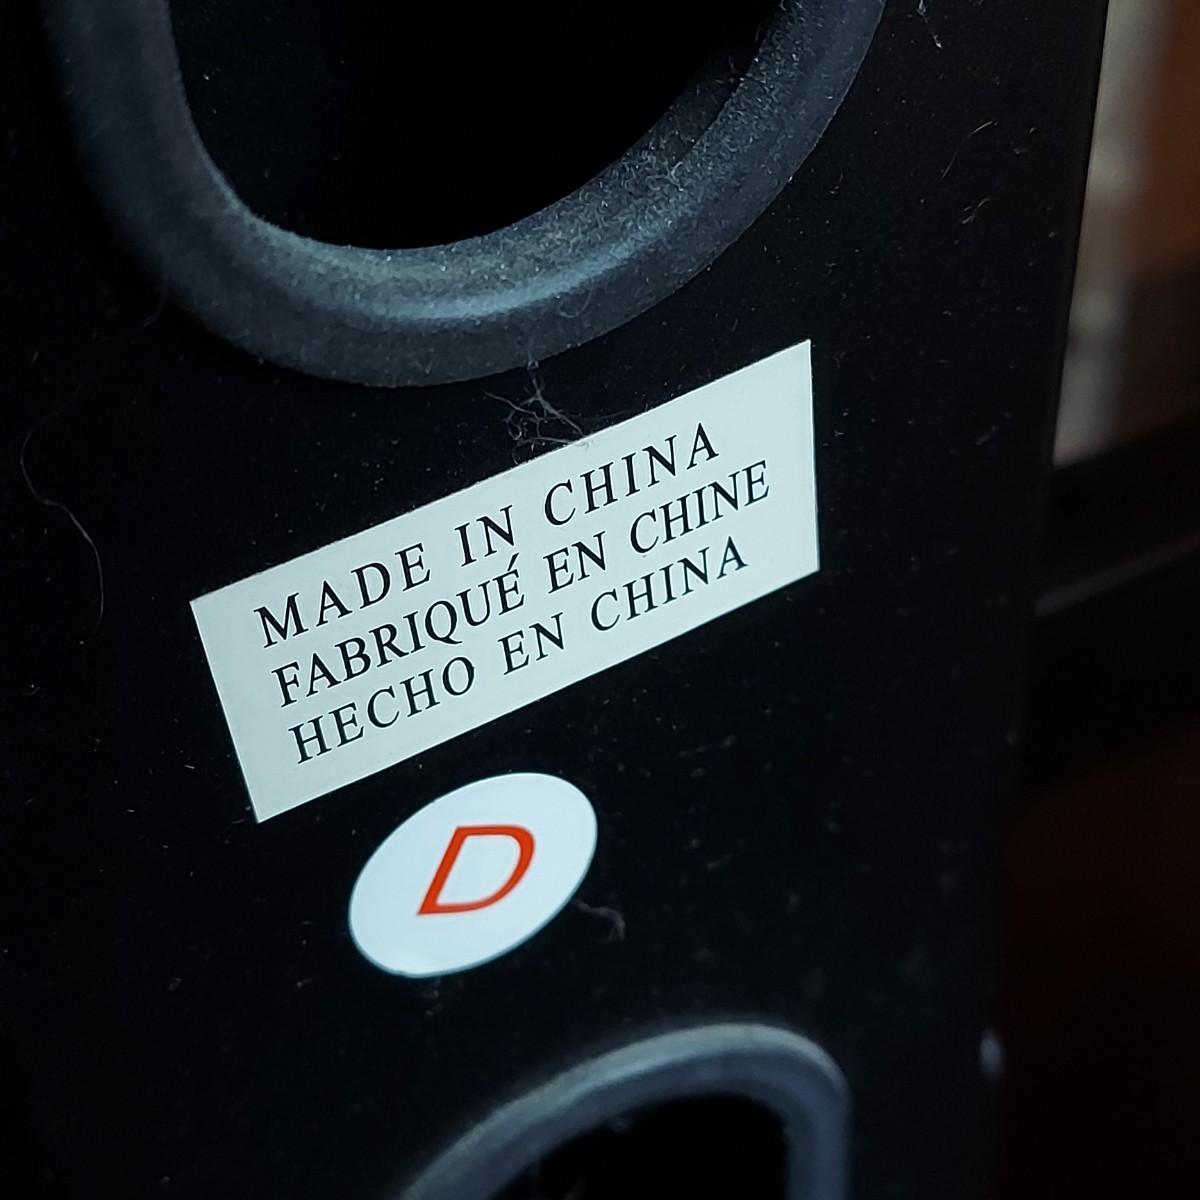 MADE IN CHINA
FABRIQUÉ EN CHINE
HECHO EN CHINA
D